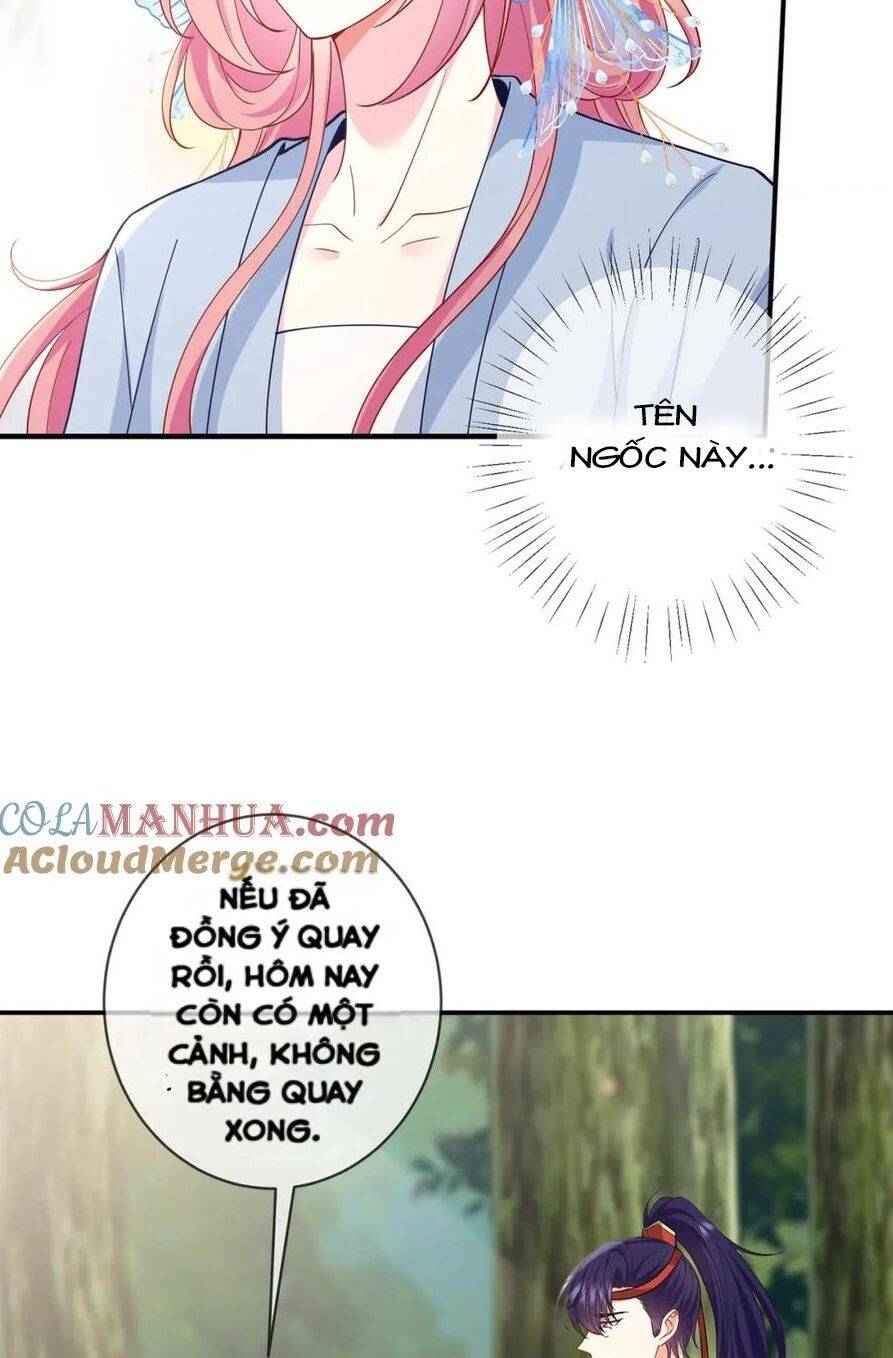 TÊN
NGỐC NÀY...
COLAMANHUA.com
ACloudMerge.com
NẾU ĐÃ
ĐỒNG Ý QUAY
RỒI, HÔM NAY
CÒN CÓ MỘT
CẢNH, KHÔNG
BẰNG QUAY
XONG.